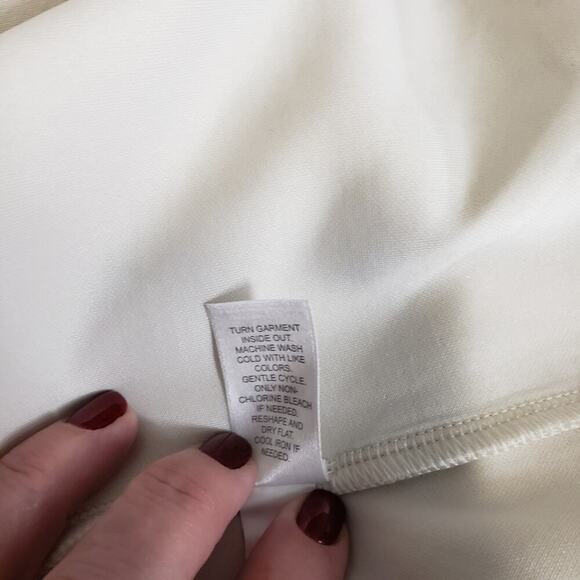 TURN GARMENT
INSIDE OUT.
MACHINE WASH
COLD WITH LIKE
COLORS.
GENTLE CYCLE.
ONLY NON-
CHLORINE BLEACH
IF NEEDED,
RESHAPE AND
DRY FLAT.
COOL IRON IF
NEEDED.